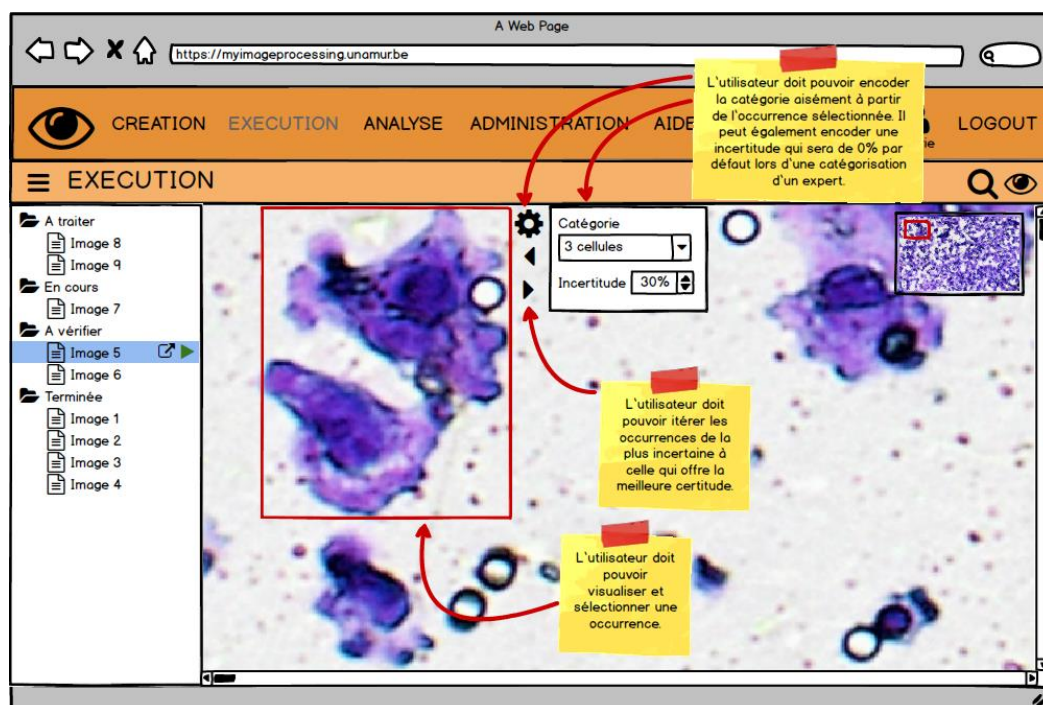 A Web Page
https://myimageprocessing.unamur.be
L'utilisateur doit pouvoir encoder
la catégorie aisément à partir
de l'occurrence sélectionnée. Il
peut également encoder une
incertitude qui sera de 0% par
défaut lors d'une catégorisation
d'un expert.
CREATION EXECUTION ANALYSE ADMINISTRATION AIDE LOGOUT
EXECUTION
A traiter
Image 8
Image 9
En cours
Image 7
A vérifier
Image 5
Image 6
Terminée
Image 1
Image 2
Image 3
Image 4
Catégorie
3 cellules
Incertitude 30%
L'utilisateur doit
pouvoir itérer les
occurrences de la
plus incertaine à
celle qui offre la
meilleure certitude.
L'utilisateur doit
pouvoir
visualiser et
sélectionner une
occurrence.